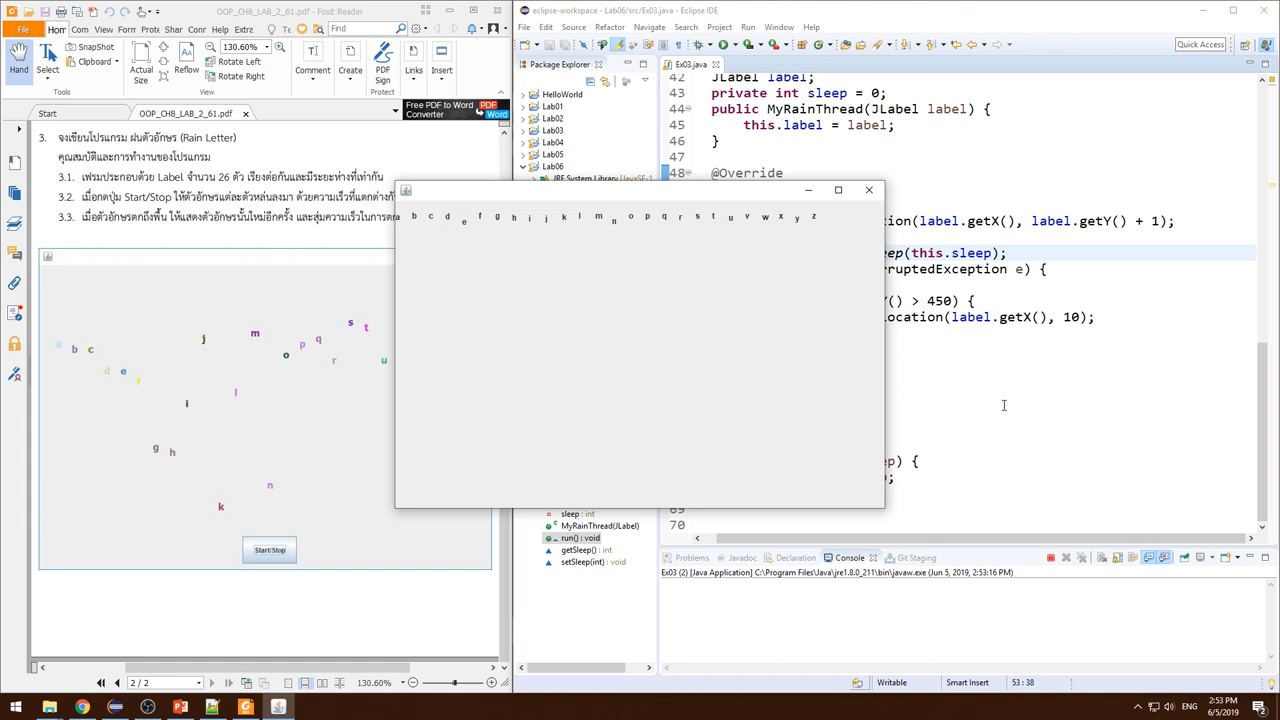 OOP_CH8_LAB_2_61.pdf - Foxit Reader
File Hom Com View Form Prote Shar Conn Help Extre Te Find
Hand
Select
SnapShot
Clipboard
Tools
Actual Size
Reflow
130.60%
Rotate Left
Rotate Right
View
Comment
Create
PDF Sign
Protect
Links
Insert
Start
OOP_CH8_LAB_2_61.pdf
Free PDF to Word Converter
PDF
Word
3. จงเขียนโปรแกรม ฝนตัวอักษร (Rain Letter)
คุณสมบัติและการทำงานของโปรแกรม
3.1. เฟรมประกอบด้วย Label จำนวน 26 ตัว เรียงต่อกันและมีระยะห่างที่เท่ากัน
3.2. เมื่อกดปุ่ม Start/Stop ให้ตัวอักษรแต่ละตัวหล่นลงมา ด้วยความเร็วที่แตกต่างกั
3.3. เมื่อตัวอักษรตกถึงพื้น ให้แสดงตัวอักษรนั้นใหม่อีกครั้ง และสุ่มความเร็วในการตก
a b c d e f g h i j k l m n o p q r s t u
Start/Stop
2 / 2
130.60%
eclipse-workspace - Lab06/src/Ex03.java - Eclipse IDE
File Edit Source Refactor Navigate Search Project Run Window Help
Quick Access
Package Explorer
HelloWorld
Lab01
Lab02
Lab03
Lab04
Lab05
Lab06
JRE System Library [JavaSE-1
sleep : int
MyRainThread(JLabel)
run() : void
getSleep() : int
setSleep(int) : void
Ex03.java
42 JLabel label;
43 private int sleep = 0;
44 public MyRainThread(JLabel label) {
45 this.label = label;
46 }
47
48 @Override
ation(label.getX(), label.getY() + 1);
eep(this.sleep);
rruptedException e) {
Y() > 450) {
ocation(label.getX(), 10);
ep) {
p;
69
70
a b c d e f g h i j k l m n o p q r s t u v w x y z
Problems Javadoc Declaration Console Git Staging
Ex03 (2) [Java Application] C:\Program Files\Java\jre1.8.0_211\bin\javaw.exe (Jun 5, 2019, 2:53:16 PM)
Writable
Smart Insert
53 : 38
ENG
2:53 PM
6/5/2019
2